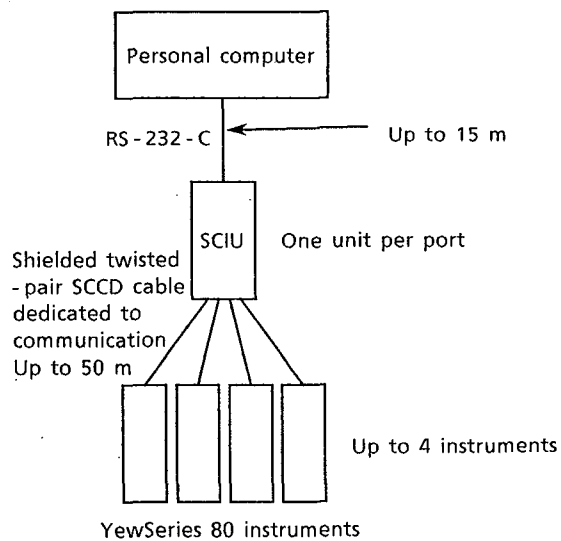 Personal computer
RS-232-C
Up to 15 m
SCIU
One unit per port
Shielded twisted
-pair SCCD cable
dedicated to
communication
Up to 50 m
Up to 4 instruments
YewSeries 80 instruments